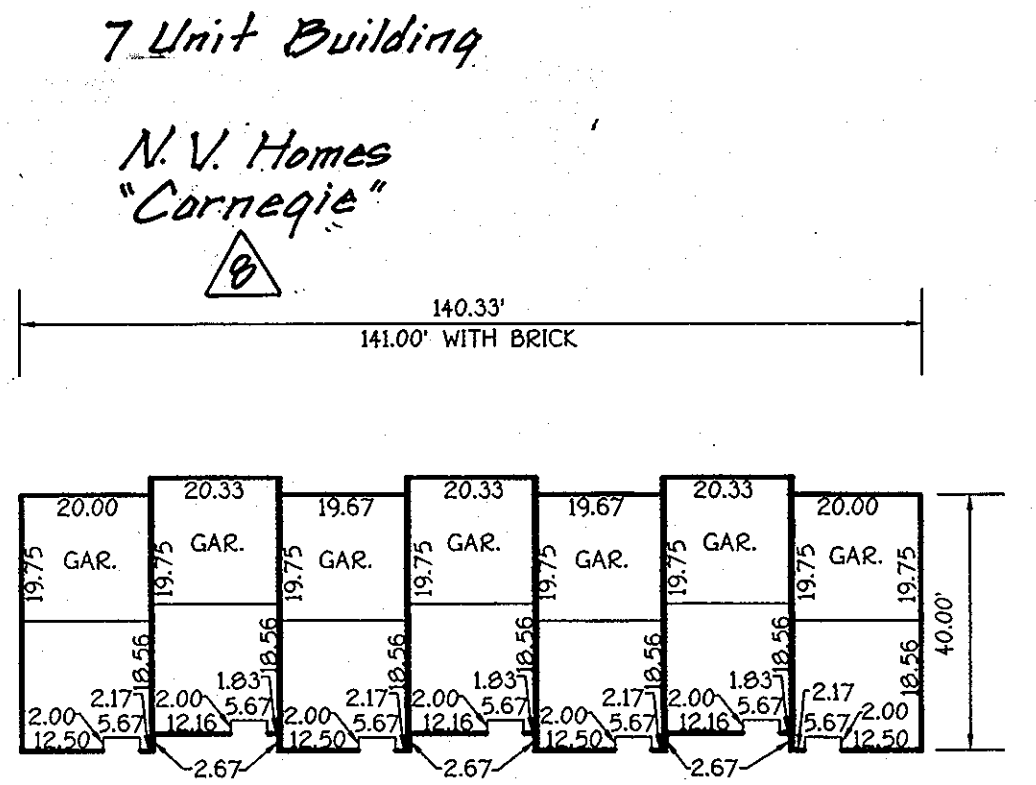 7 Unit Building
N.V. Homes
"Carnegie"
8
140.33'
141.00' WITH BRICK
20.00 20.33 19.67 20.33 19.67 20.33 20.00
GAR. GAR. GAR. GAR. GAR. GAR. GAR.
19.75 19.75 19.75 19.75 19.75 19.75 19.75 19.75
40.00'
18.56 18.56 18.56 18.56 18.56 18.56 18.56
2.17 2.00 1.83 2.17 2.00 1.83 2.17 2.00 1.83 2.17
2.00 5.67 12.16 5.67 2.00 5.67 12.16 5.67 2.00 5.67 12.16 5.67 5.67 2.00
12.50 12.50 12.50 12.50
2.67 2.67 2.67